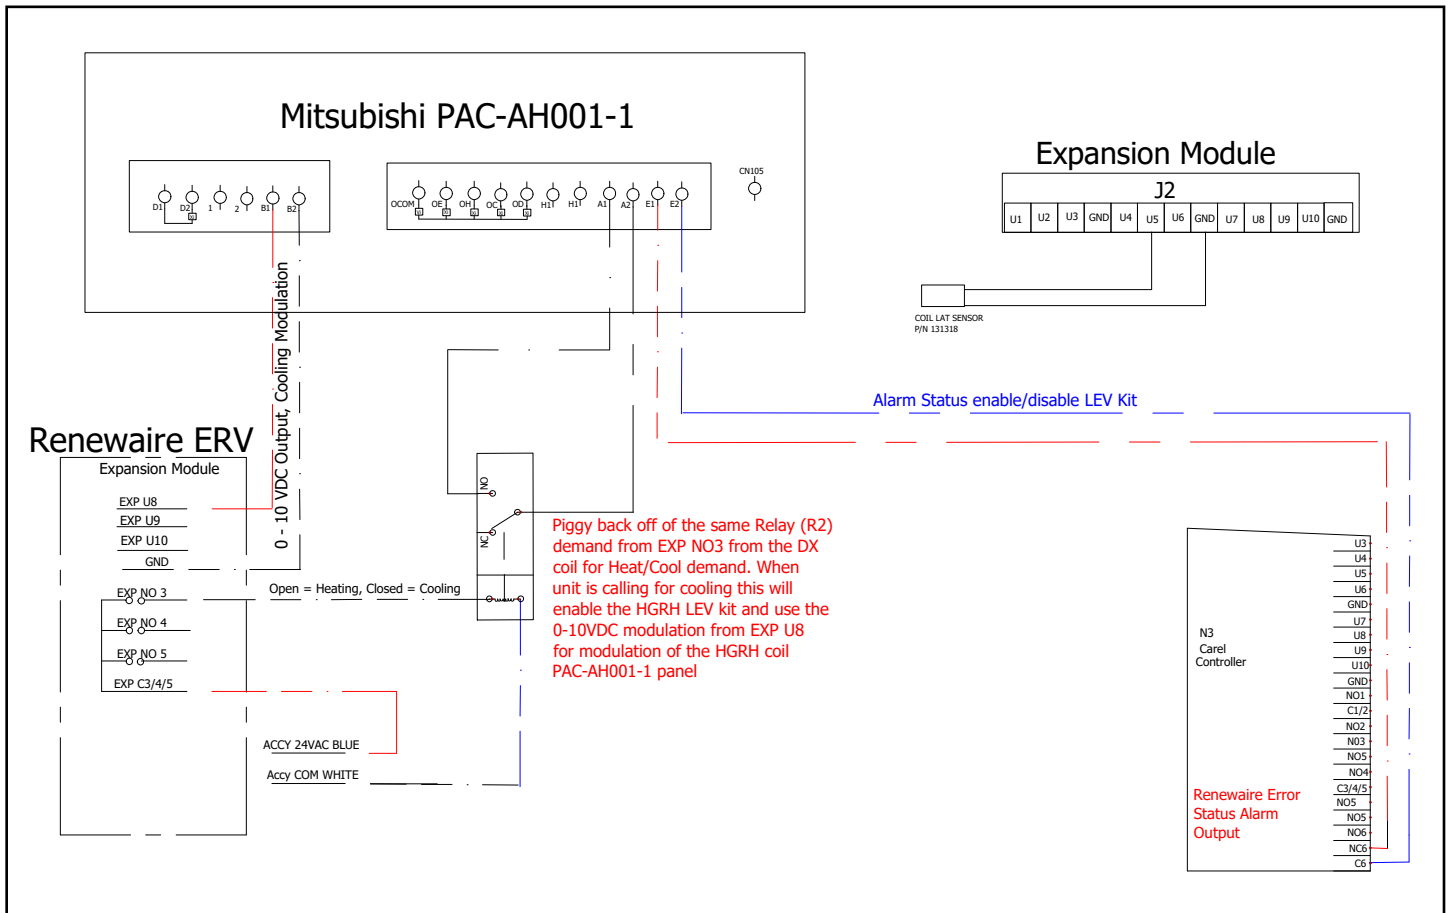 Mitsubishi PAC-AH001-1
D1
D2
1
2
B1
B2
OCOM
OE
OH
OC
OD
H1
H1
A1
A2
E1
E2
CN105
Expansion Module
J2
U1 U2 U3 GND U4 U5 U6 GND U7 U8 U9 U10 GND
COIL LAT SENSOR
P/N 131318
0 - 10 VDC Output, Cooling Modulation
Alarm Status enable/disable LEV Kit
Renewaire ERV
Expansion Module
EXP U8
EXP U9
EXP U10
GND
EXP NO 3
EXP NO 4
EXP NO 5
EXP C3/4/5
Open = Heating, Closed = Cooling
ACCY 24VAC BLUE
Accy COM WHITE
NO
NC
Piggy back off of the same Relay (R2)
demand from EXP NO3 from the DX
coil for Heat/Cool demand. When
unit is calling for cooling this will
enable the HGRH LEV kit and use the
0-10VDC modulation from EXP U8
for modulation of the HGRH coil
PAC-AH001-1 panel
N3
Carel
Controller
U3
U4
U5
U6
GND
U7
U8
U9
U10
GND
NO1
C1/2
NO2
N03
NO5
NO4
C3/4/5
NO5
NO5
NO6
NC6
C6
Renewaire Error
Status Alarm
Output